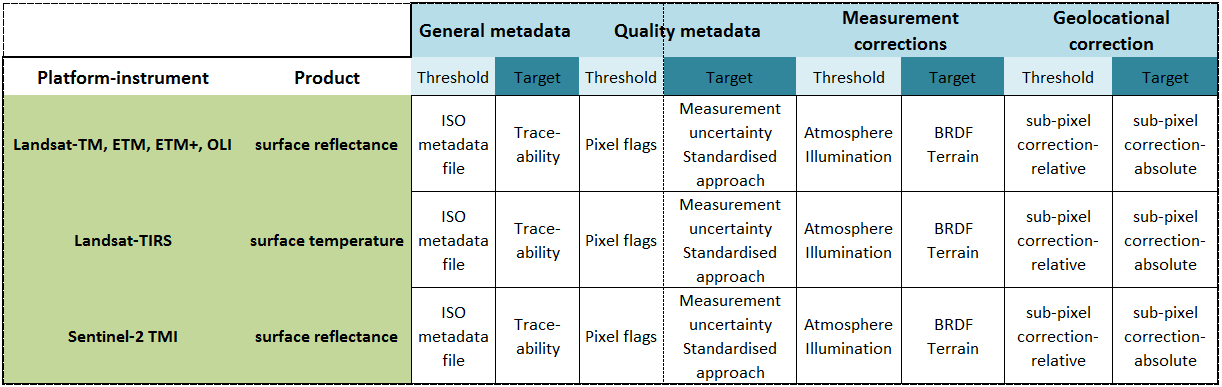 General metadata Quality metadata Measurement corrections Geolocational correction
Platform-instrument Product Threshold Target Threshold Target Threshold Target Threshold Target
Landsat-TM, ETM, ETM+, OLI surface reflectance ISO metadata file Trace-ability Pixel flags Measurement uncertainty Standardised approach Atmosphere Illumination BRDF Terrain sub-pixel correction-relative sub-pixel correction-absolute
Landsat-TIRS surface temperature ISO metadata file Trace-ability Pixel flags Measurement uncertainty Standardised approach Atmosphere Illumination BRDF Terrain sub-pixel correction-relative sub-pixel correction-absolute
Sentinel-2 TMI surface reflectance ISO metadata file Trace-ability Pixel flags Measurement uncertainty Standardised approach Atmosphere Illumination BRDF Terrain sub-pixel correction-relative sub-pixel correction-absolute